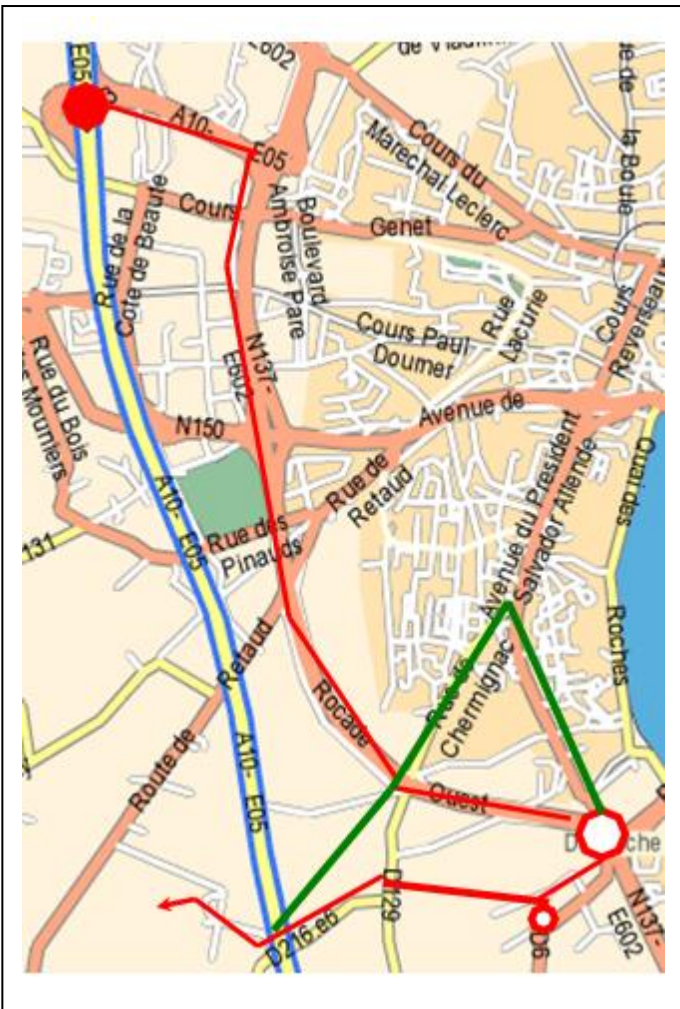 E05
E602
A10-
E05
Cours du
Marechal Leclerc
la Boule
Rue de la
Cote de Beaute
Cours
Genet
Boulevard
Ambroise Pare
Rue
Lacurie
Cours
Reverseaux
Cours Paul
Doumer
N137-
E602
Rue du Bois
Mouniers
N150
Avenue de
Quai des
Roches
A10- E05
Rue de
Retaud
Rue des
Pinauds
131
Avenue du President
Salvador Allende
Retaud
Route de
Rue de
Chermignac
Rocade
Ouest
A10- E05
che
D129
D216.eb
D6
N137-
E602